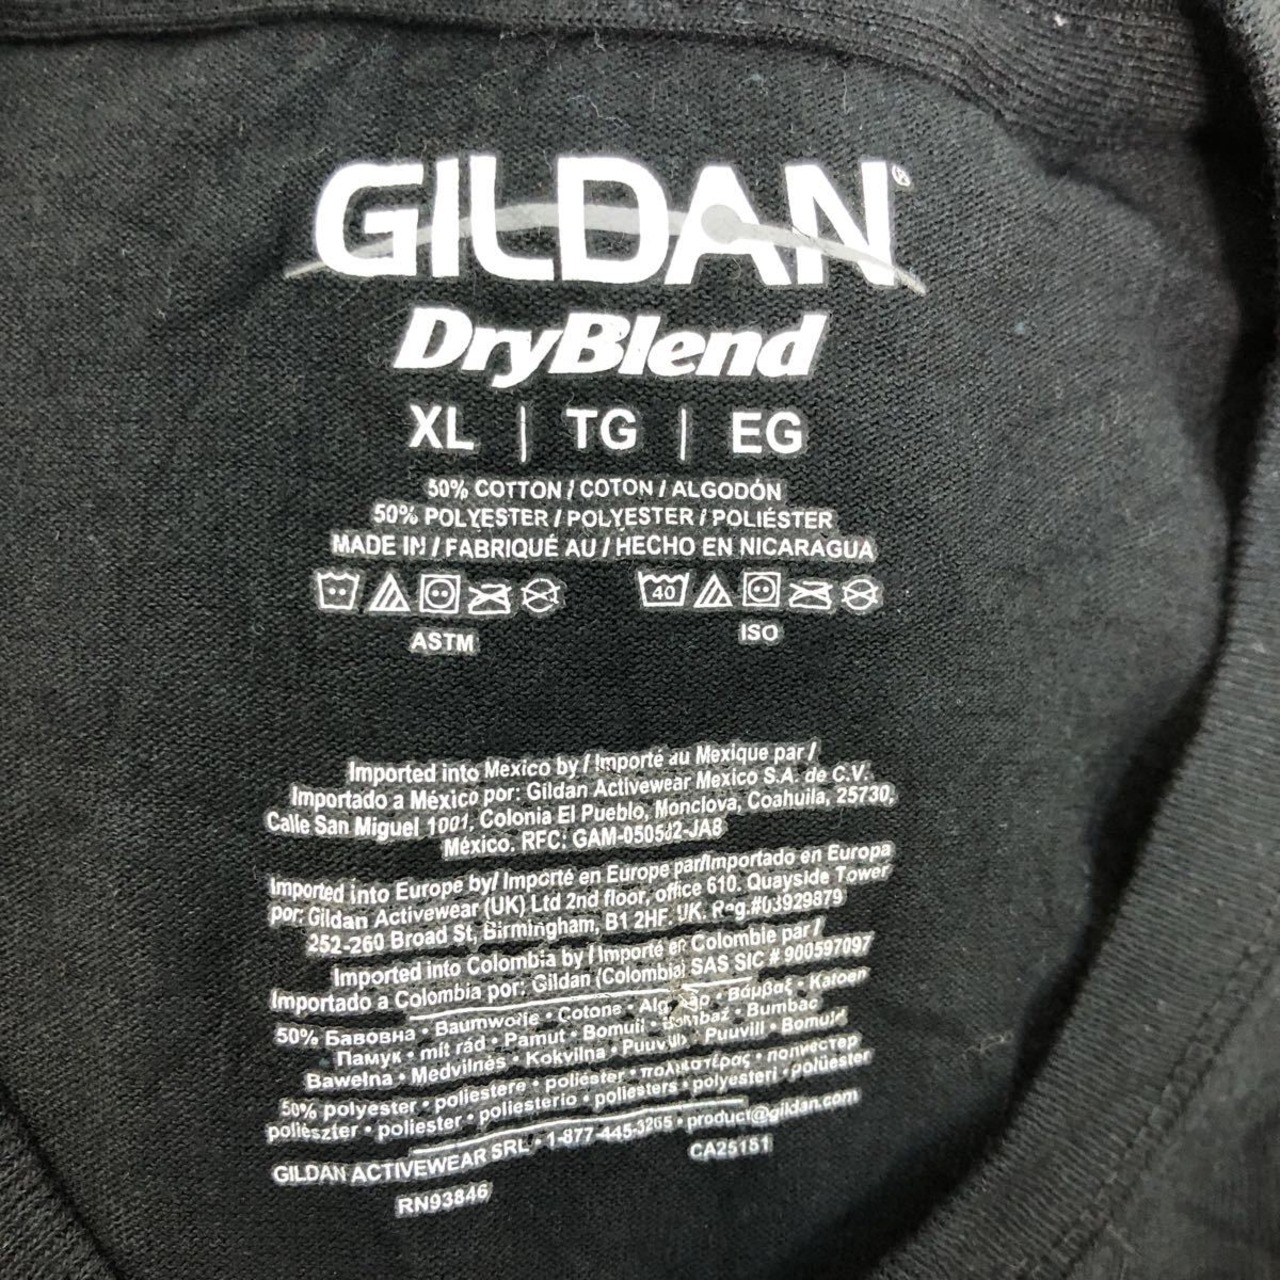 GILDAN®
DryBlend
XL | TG | EG
50% COTTON / COTON / ALGODÓN
50% POLYESTER / POLYESTER / POLIÉSTER
MADE IN / FABRIQUÉ AU / HECHO EN NICARAGUA
40
ASTM
ISO
Imported into Mexico by / Importé au Mexique par /
Importado a México por: Gildan Activewear Mexico S.A. de C.V.
Calle San Miguel 1001, Colonia El Pueblo, Monclova, Coahuila, 25730,
México. RFC:
Imported into Europe by/ Importé en Europe par/Importado en Europa
por: Gildan Activewear (UK) Ltd 2nd floor, office 610. Quayside Tower
252-260 Broad St, Birmingham, B1 2HF. UK. Reg.#03929879
Imported into Colombia by / Importé en Colombie par /
Importado a Colombia por: Gildan (Colombia) SAS SIC # 900597097
50% Бавовна • Baumwolle • Cotone • • Βάμβαξ • Katoen
Памук • mít rád • Pamut • Bomull • Bombaž • Bumbac
Bawełna • Medvilnės • Kokvilna • Puuvilla • Puuvill • Bomuld
50% polyester • poliestere • poliéster • πολυεστέρας • полиестер
poliészter • poliester • poliesterio • poliesters • polyesteri • Polüester
GILDAN ACTIVEWEAR SRL • 1-877-445-3265 • product@gildan.com
RN93846
CA25151